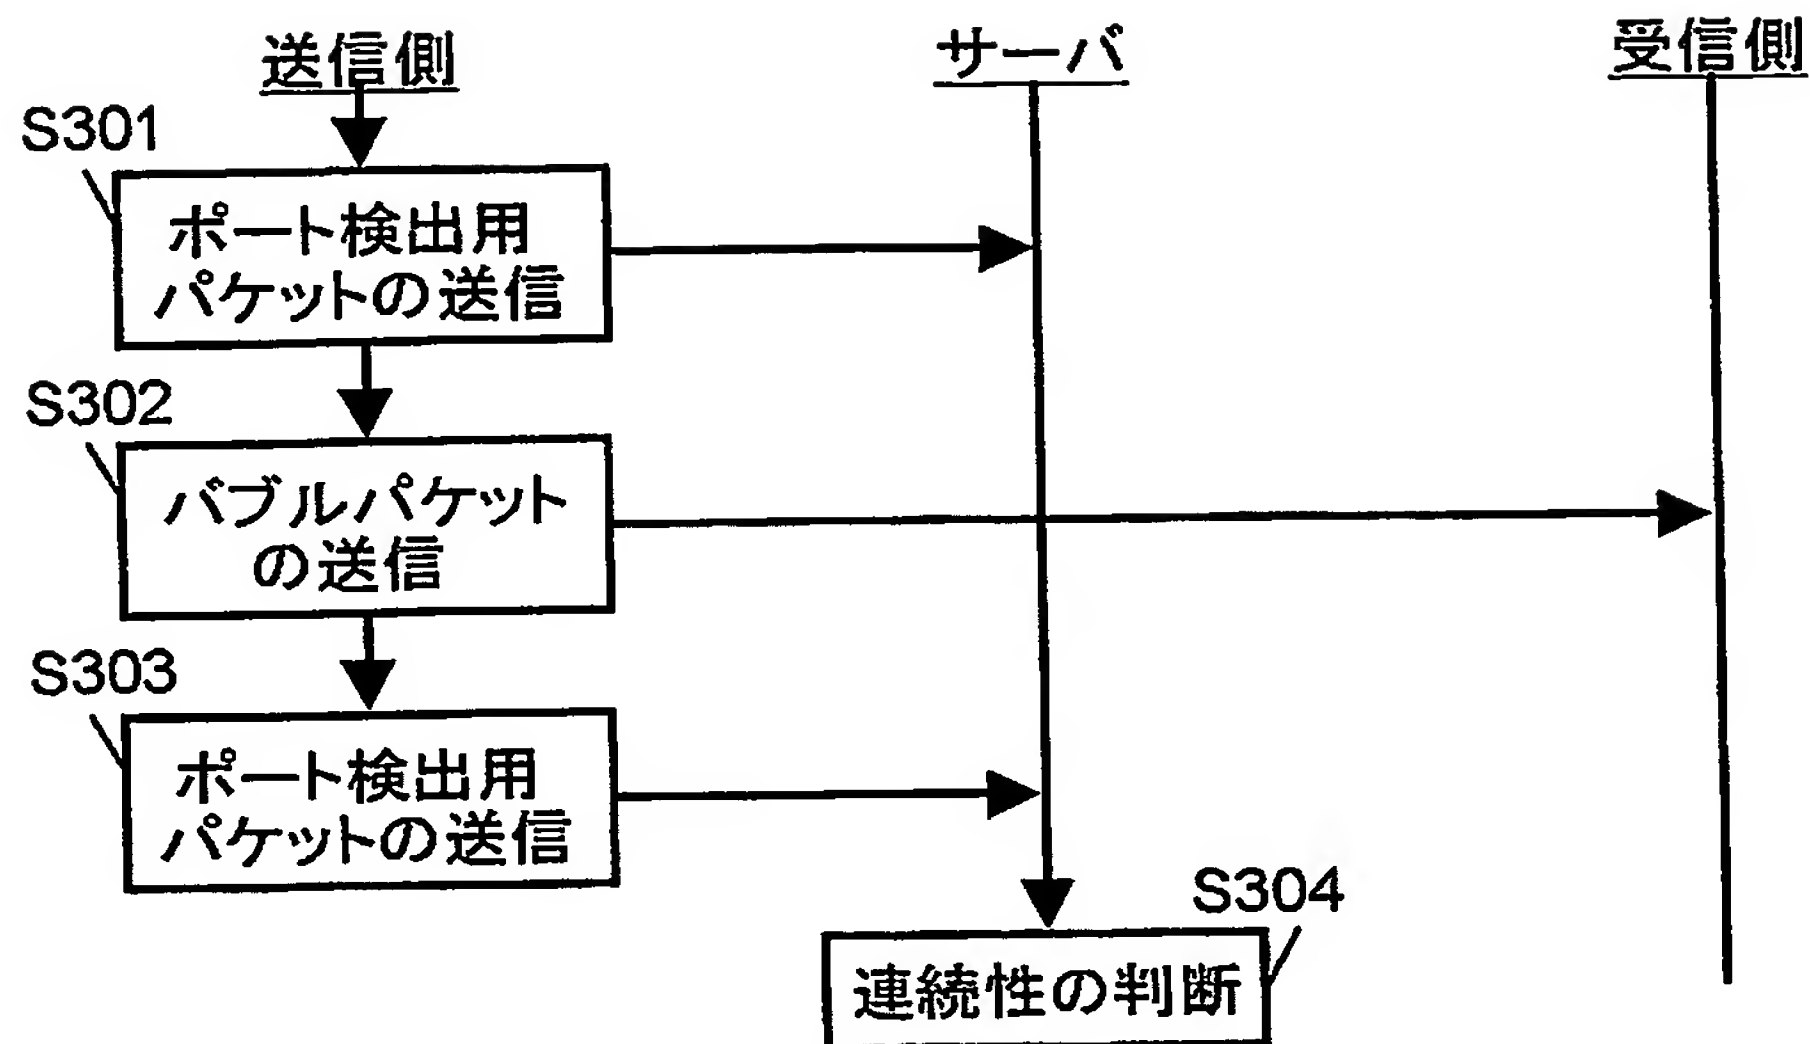 送信側
サーバ
受信側
S301
ポート検出用
パケットの送信
S302
バブルパケット
の送信
S303
ポート検出用
パケットの送信
S304
連続性の判断